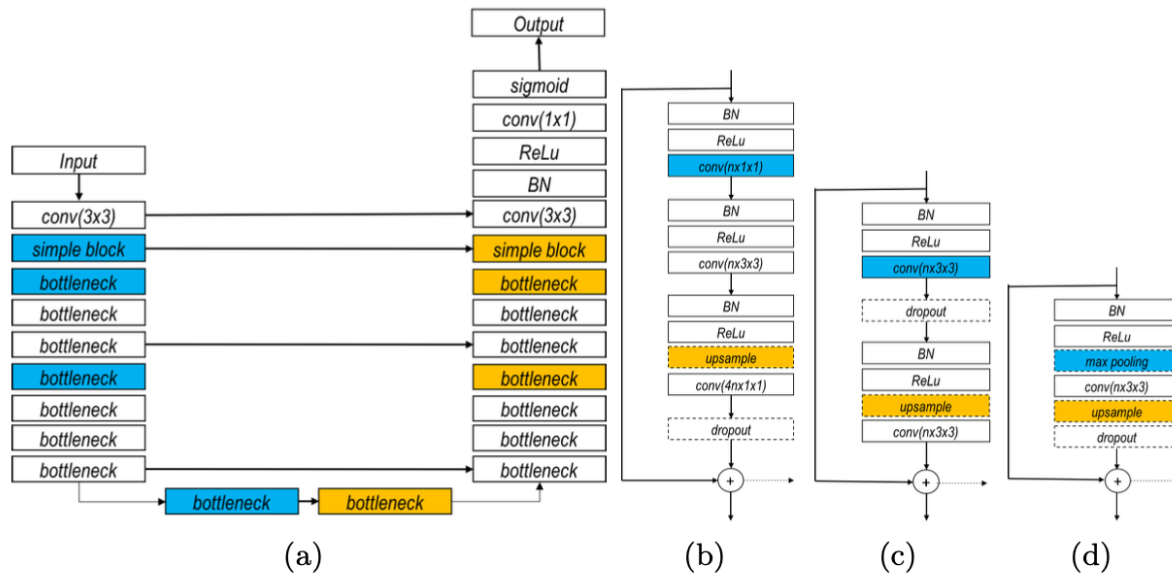 Input
conv(3x3)
simple block
bottleneck
bottleneck
bottleneck
bottleneck
bottleneck
bottleneck
bottleneck
bottleneck
bottleneck
Output
sigmoid
conv(1x1)
ReLu
BN
conv(3x3)
simple block
bottleneck
bottleneck
bottleneck
bottleneck
bottleneck
bottleneck
bottleneck
(a)
BN
ReLu
conv(nx1x1)
BN
ReLu
conv(nx3x3)
BN
ReLu
upsample
conv(4nx1x1)
dropout
+
(b)
BN
ReLu
conv(nx3x3)
dropout
BN
ReLu
upsample
conv(nx3x3)
+
(c)
BN
ReLu
max pooling
conv(nx3x3)
upsample
dropout
+
(d)